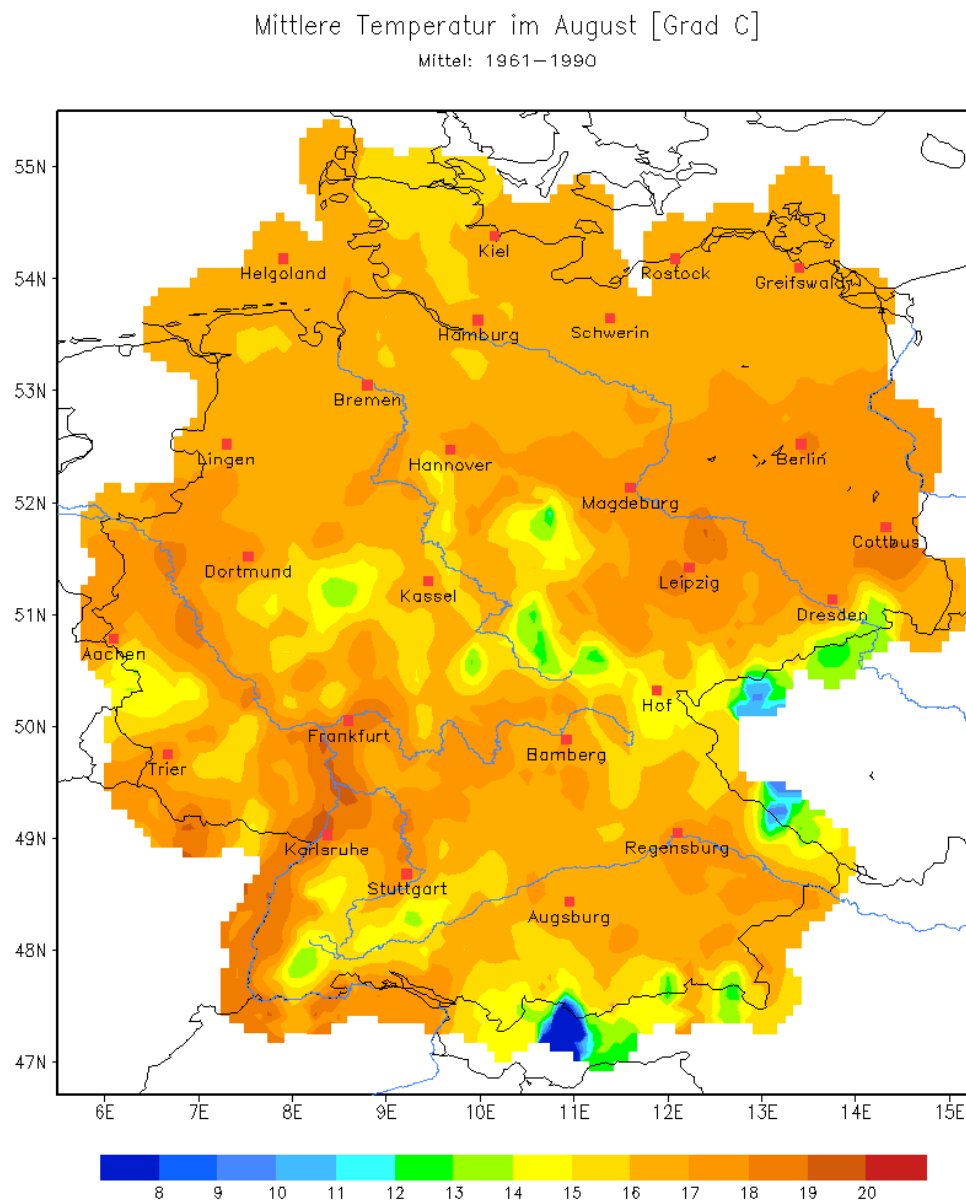 Mittlere Temperatur im August [Grad C]
Mittel: 1961-1990
55N
Kiel
Helgoland
Rostock
54N
Greifswald
Hamburg
Schwerin
53N
Bremen
Lingen
Hannover
Berlin
52N
Magdeburg
Cottbus
Dortmund
Leipzig
Kassel
51N
Dresden
Aachen
Hof
50N
Frankfurt
Bamberg
Trier
49N
Karlsruhe
Regensburg
Stuttgart
Augsburg
48N
47N
6E 7E 8E 9E 10E 11E 12E 13E 14E 15E
8 9 10 11 12 13 14 15 16 17 18 19 20